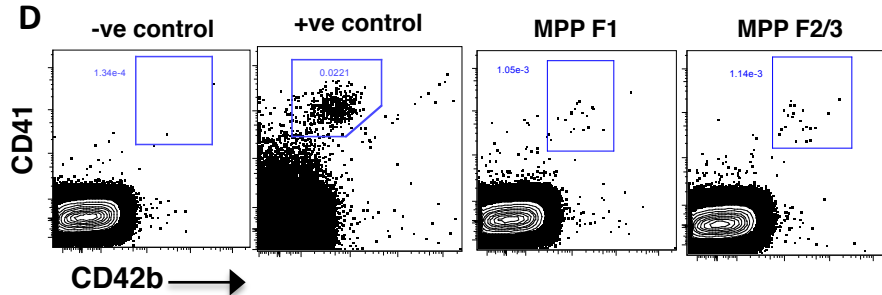 D
-ve control
+ve control
MPP F1
MPP F2/3
1.34e-4
0.0221
1.05e-3
1.14e-3
CD41
CD42b